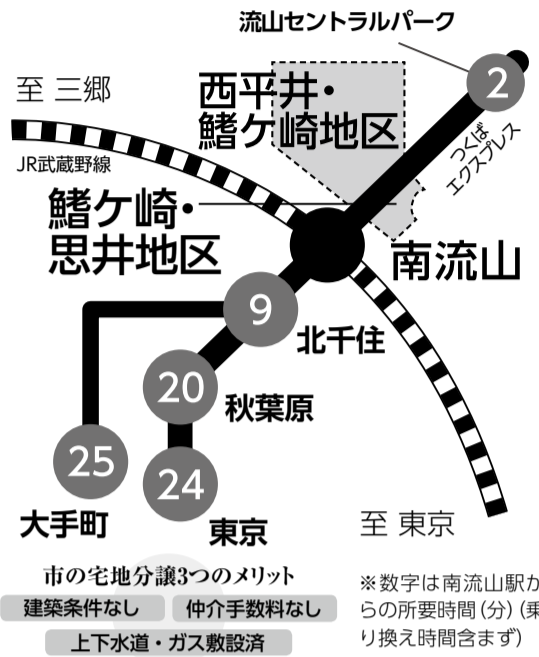 流山セントラルパーク
2
至 三郷
西平井・
鰭ケ崎地区
つくば
エクスプレス
JR武蔵野線
鰭ケ崎・
思井地区
南流山
9
北千住
20
秋葉原
25
24
大手町
東京
至 東京
市の宅地分譲3つのメリット
建築条件なし
仲介手数料なし
上下水道・ガス敷設済
※数字は南流山駅か
らの所要時間(分)(乗
り換え時間含まず)